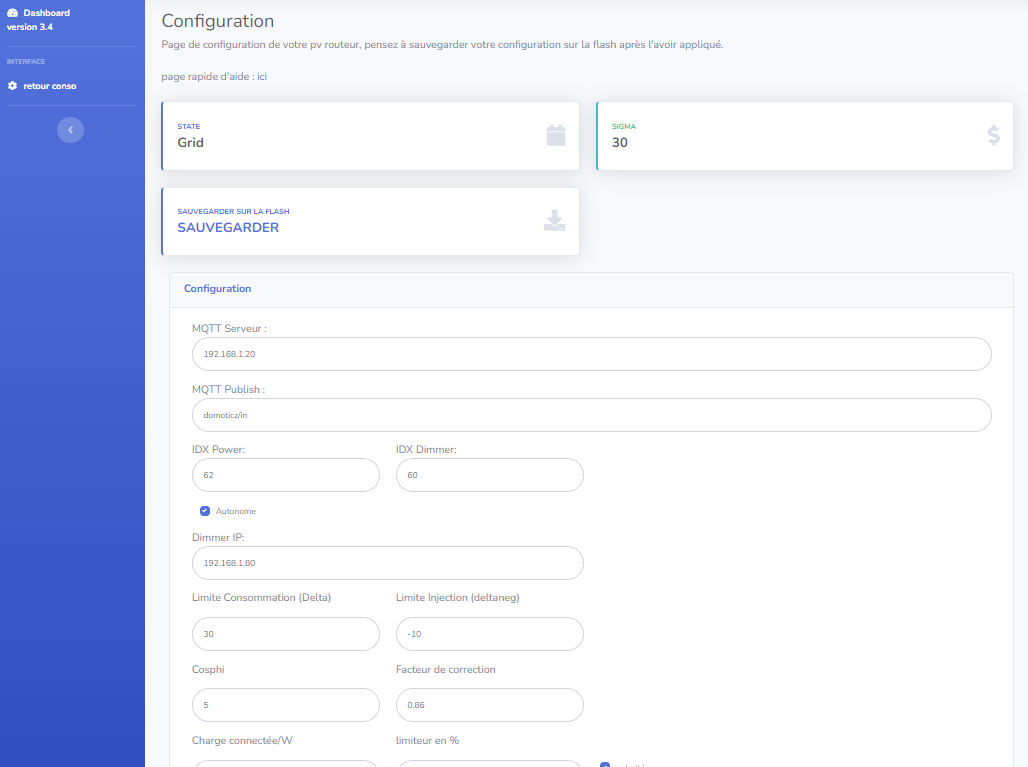 Dashboard
version 3.4
INTERFACE
retour conso
Configuration
Page de configuration de votre pv routeur, pensez à sauvegarder votre configuration sur la flash après l'avoir appliqué.
page rapide d'aide : ici
STATE
Grid
SIGMA
30
SAUVEGARDER SUR LA FLASH
SAUVEGARDER
Configuration
MQTT Serveur :
192.168.1.20
MQTT Publish :
domoticz/in
IDX Power: IDX Dimmer:
62 60
Autonome
Dimmer IP:
192.168.1.80
Limite Consommation (Delta) Limite Injection (deltaneg)
30 -10
Cosphi Facteur de correction
5 0.86
Charge connectée/W limiteur en %